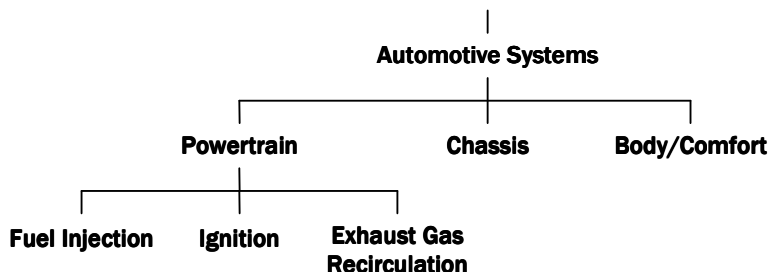 Automotive Systems
Powertrain Chassis Body/Comfort
Fuel Injection Ignition Exhaust Gas
Recirculation